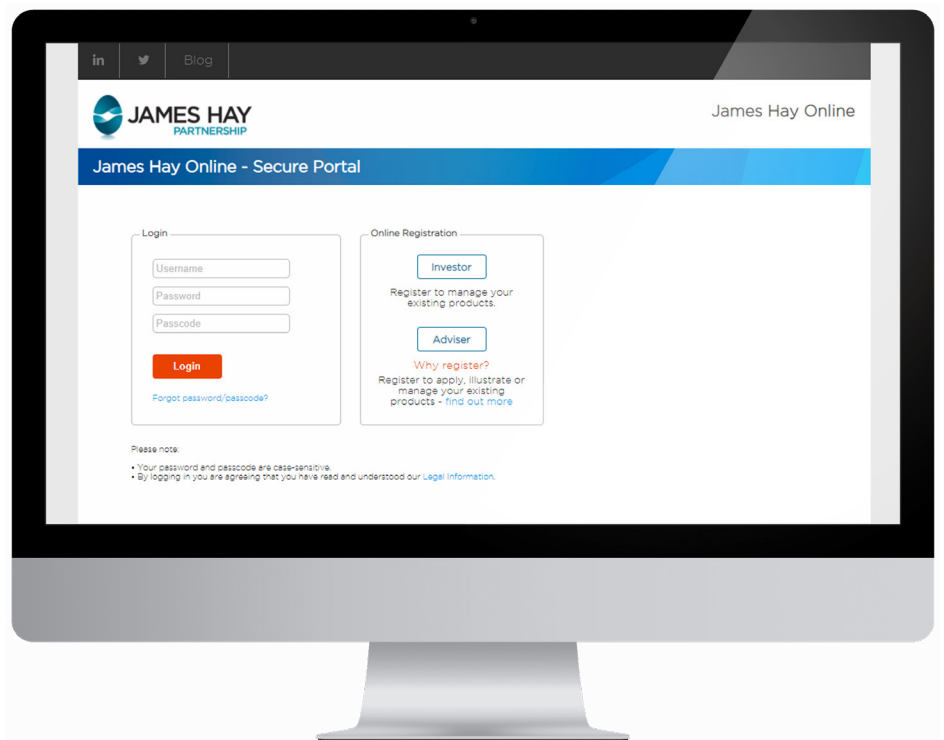 in
Blog
JAMES HAY
PARTNERSHIP
James Hay Online
James Hay Online - Secure Portal
Login
Username
Password
Passcode
Login
Forgot password/passcode?
Online Registration
Investor
Register to manage your
existing products.
Adviser
Why register?
Register to apply, illustrate or
manage your existing
products - find out more
Please note:
• Your password and passcode are case-sensitive.
• By logging in you are agreeing that you have read and understood our Legal Information.